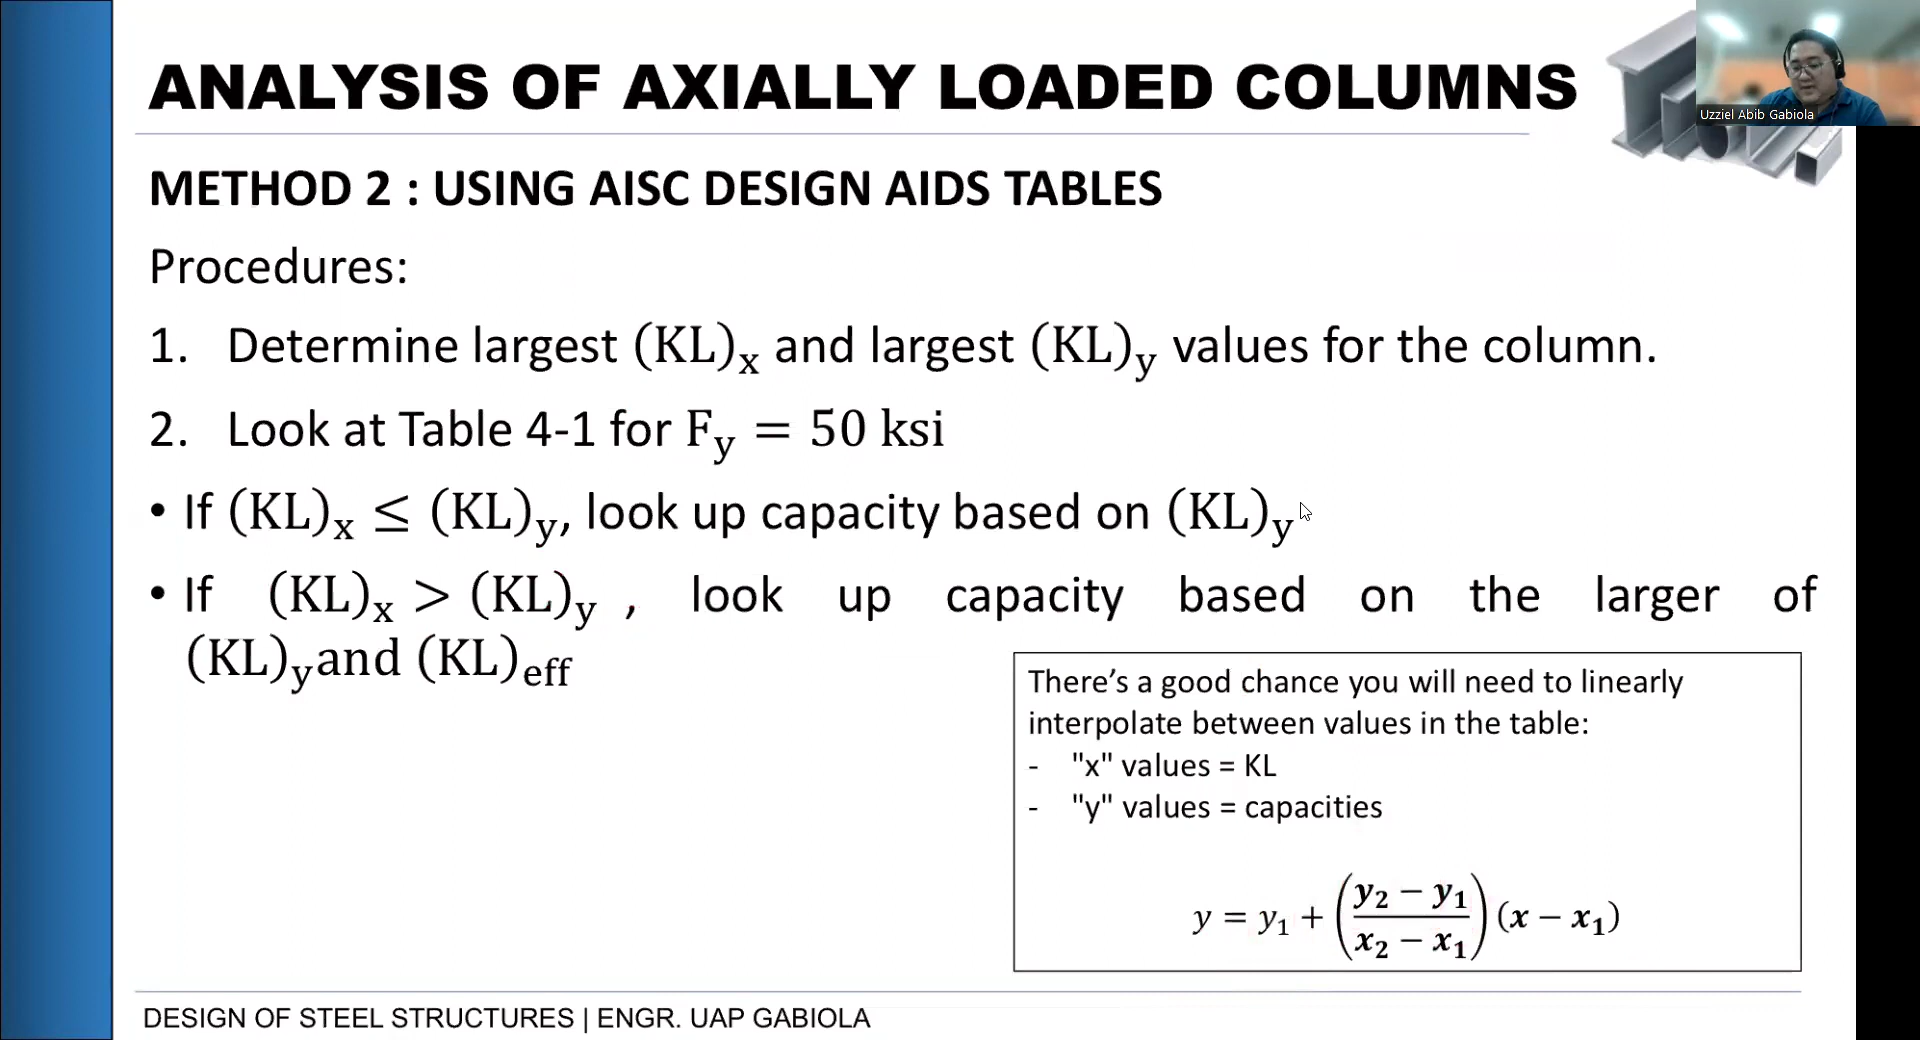 ANALYSIS OF AXIALLY LOADED COLUMNS
Uzziel Abib Gabiola
METHOD 2 : USING AISC DESIGN AIDS TABLES
Procedures:
1. Determine largest (KL)x and largest (KL)y values for the column.
2. Look at Table 4-1 for Fy = 50 ksi
• If (KL)x ≤ (KL)y, look up capacity based on (KL)y
• If (KL)x > (KL)y , look up capacity based on the larger of
(KL)y and (KL)eff
There's a good chance you will need to linearly
interpolate between values in the table:
- "x" values = KL
- "y" values = capacities
y = y1 + ((y2 − y1)/(x2 − x1)) (x − x1)
DESIGN OF STEEL STRUCTURES | ENGR. UAP GABIOLA